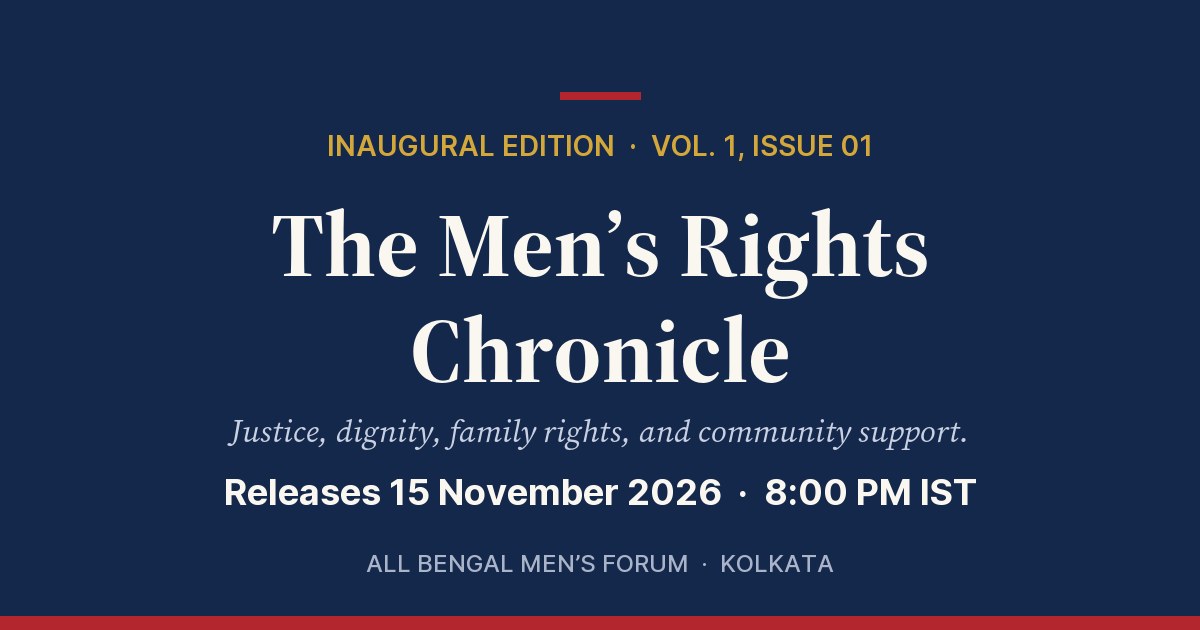 INAUGURAL EDITION · VOL. 1, ISSUE 01
The Men’s Rights
Chronicle
Justice, dignity, family rights, and community support.
Releases 15 November 2026 · 8:00 PM IST
ALL BENGAL MEN’S FORUM · KOLKATA